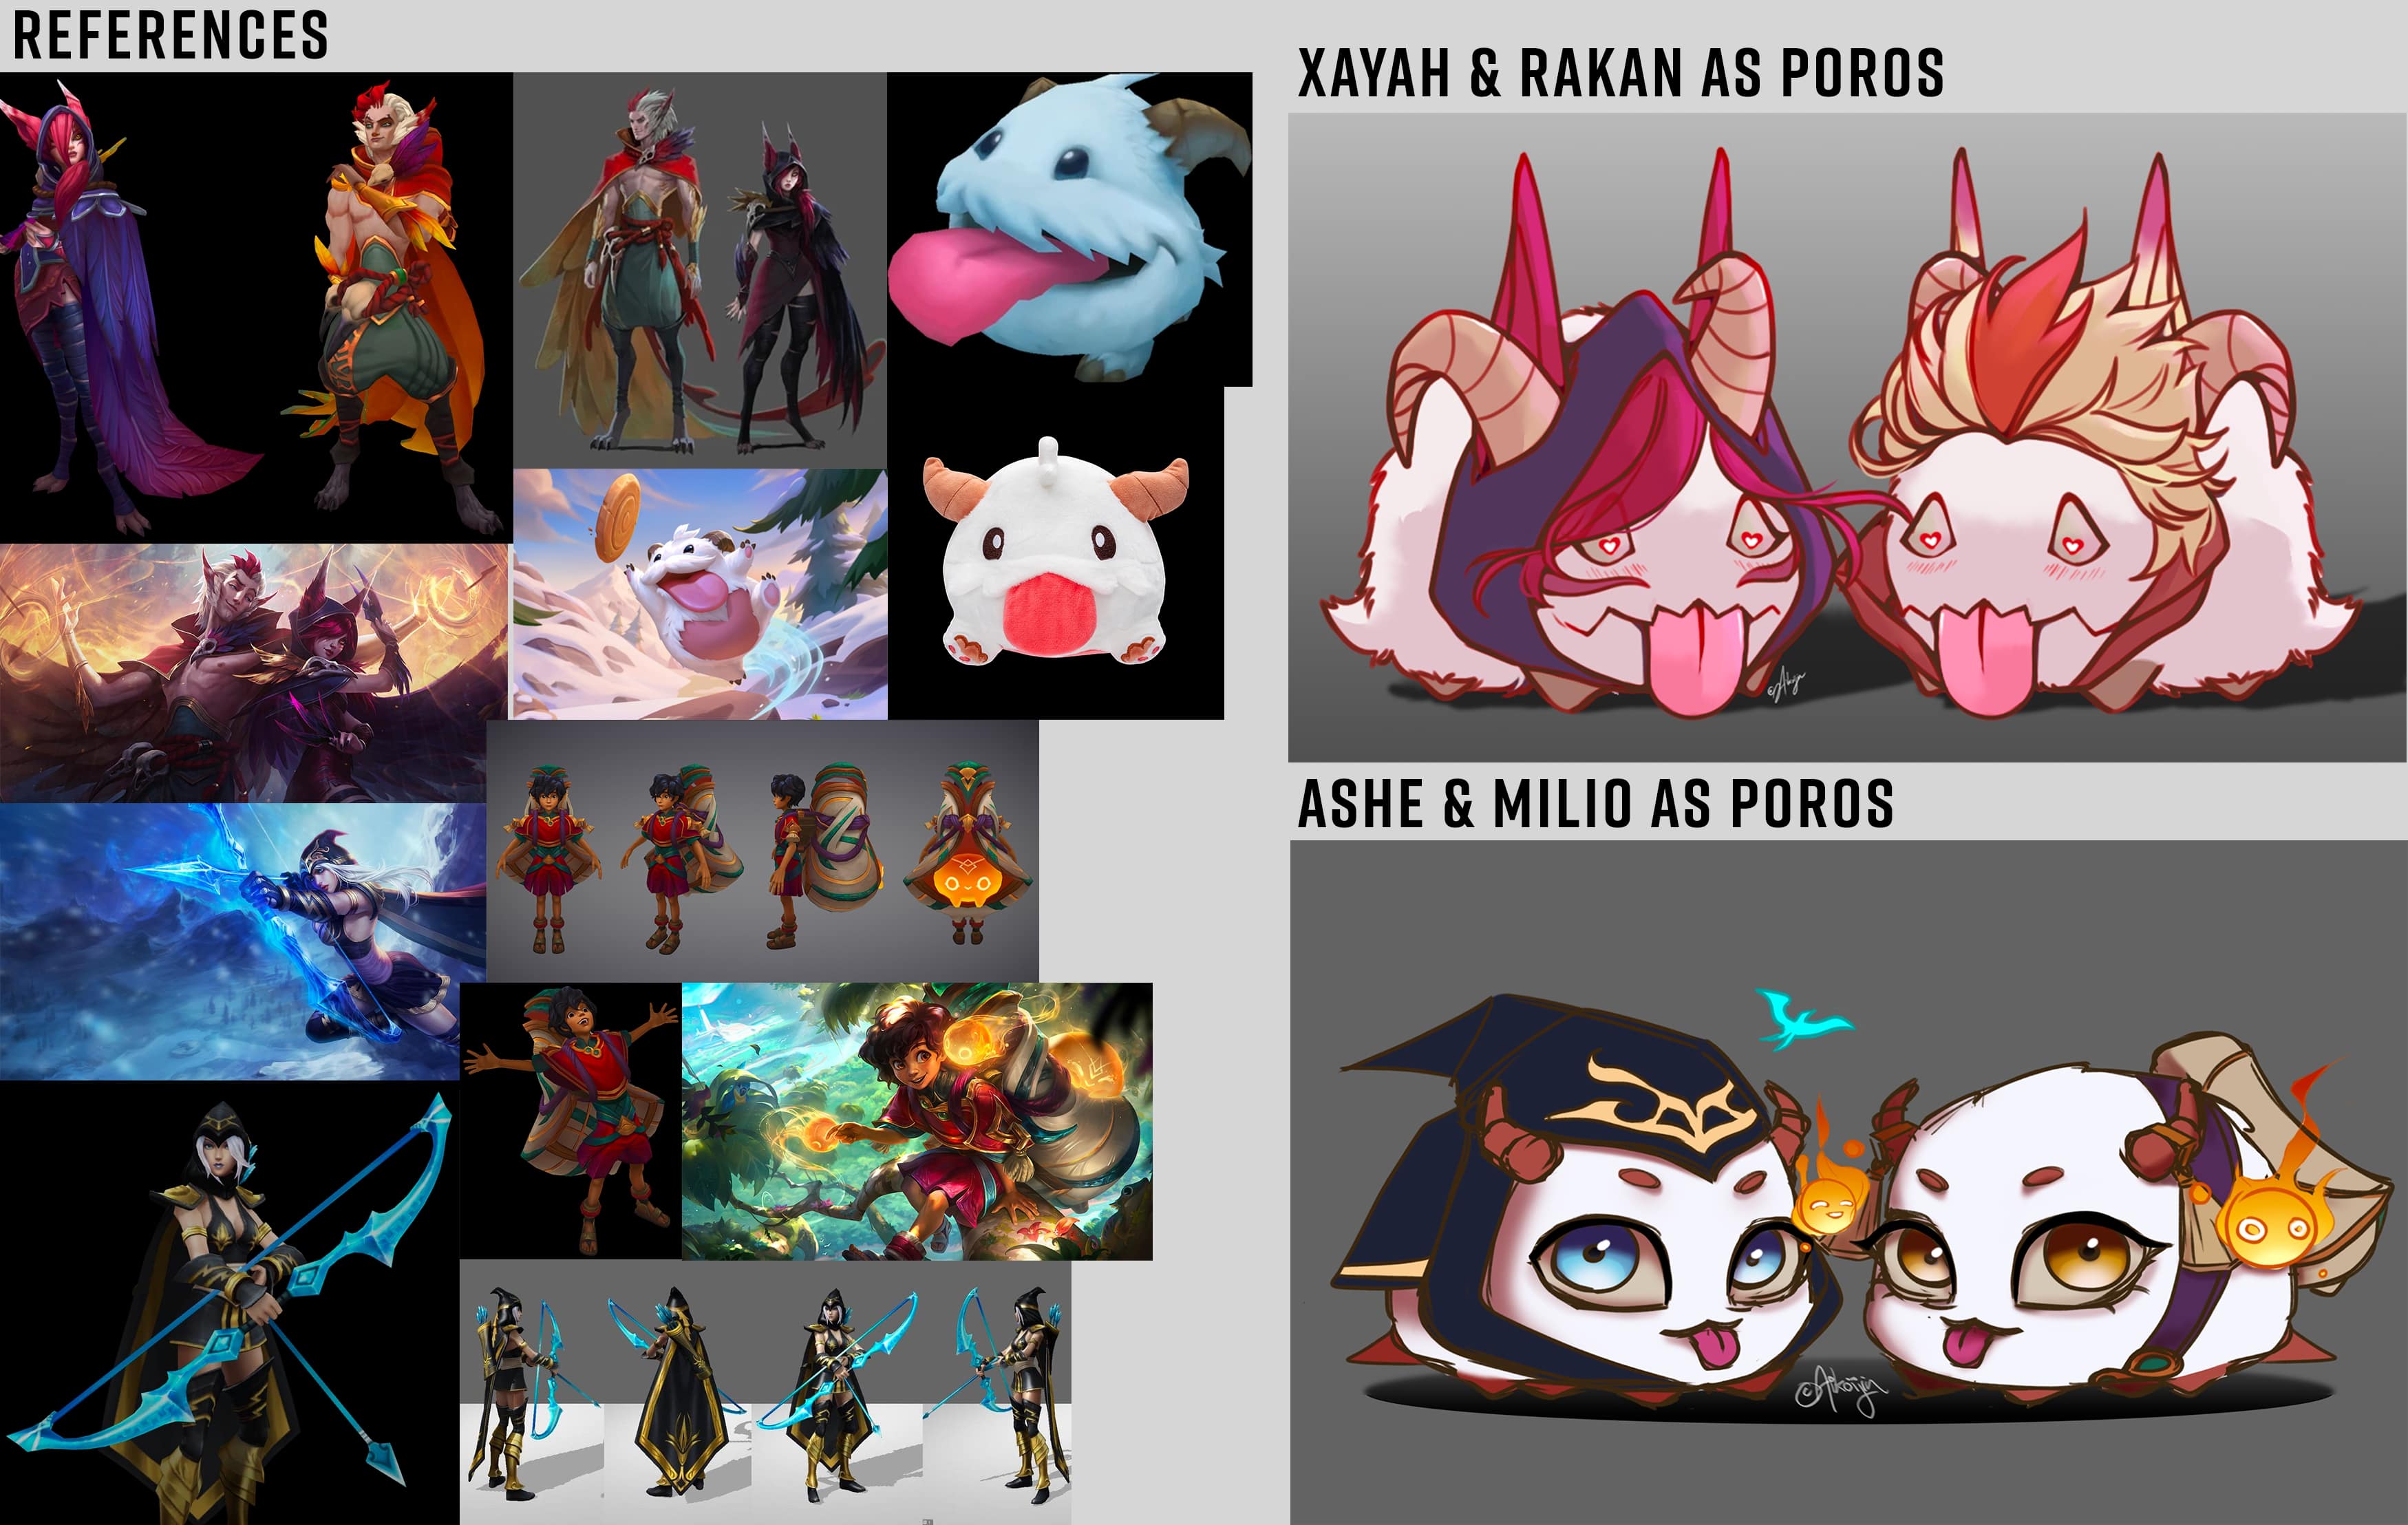 REFERENCES
XAYAH & RAKAN AS POROS
ASHE & MILIO AS POROS